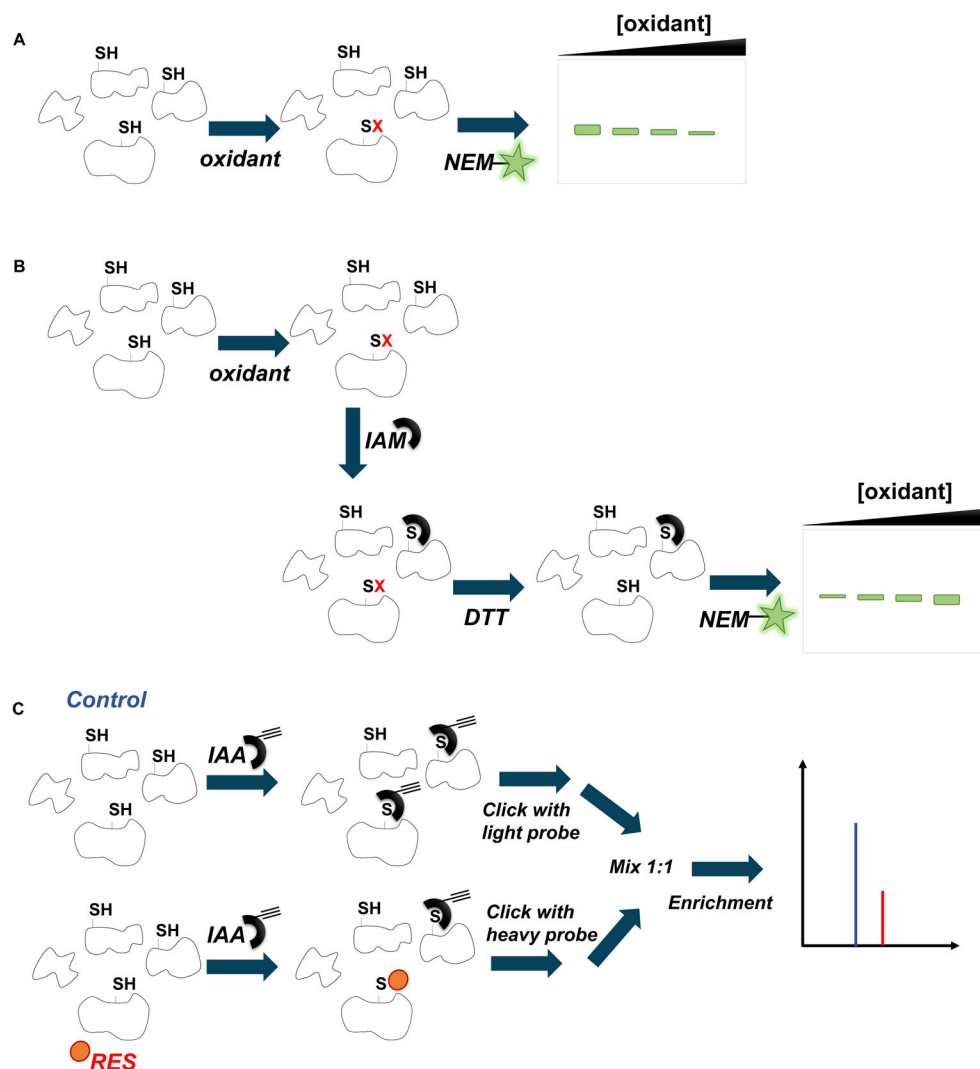 A
SH
SH
SH
oxidant
SH
SH
SX
NEM
[oxidant]
B
SH
SH
SH
oxidant
SH
SH
SX
IAM
SH
S
SX
DTT
SH
S
SH
NEM
[oxidant]
C
Control
SH
SH
SH
IAA
SH
S
S
Click with
light probe
Mix 1:1
Enrichment
SH
SH
SH
RES
IAA
SH
S
S
Click with
heavy probe